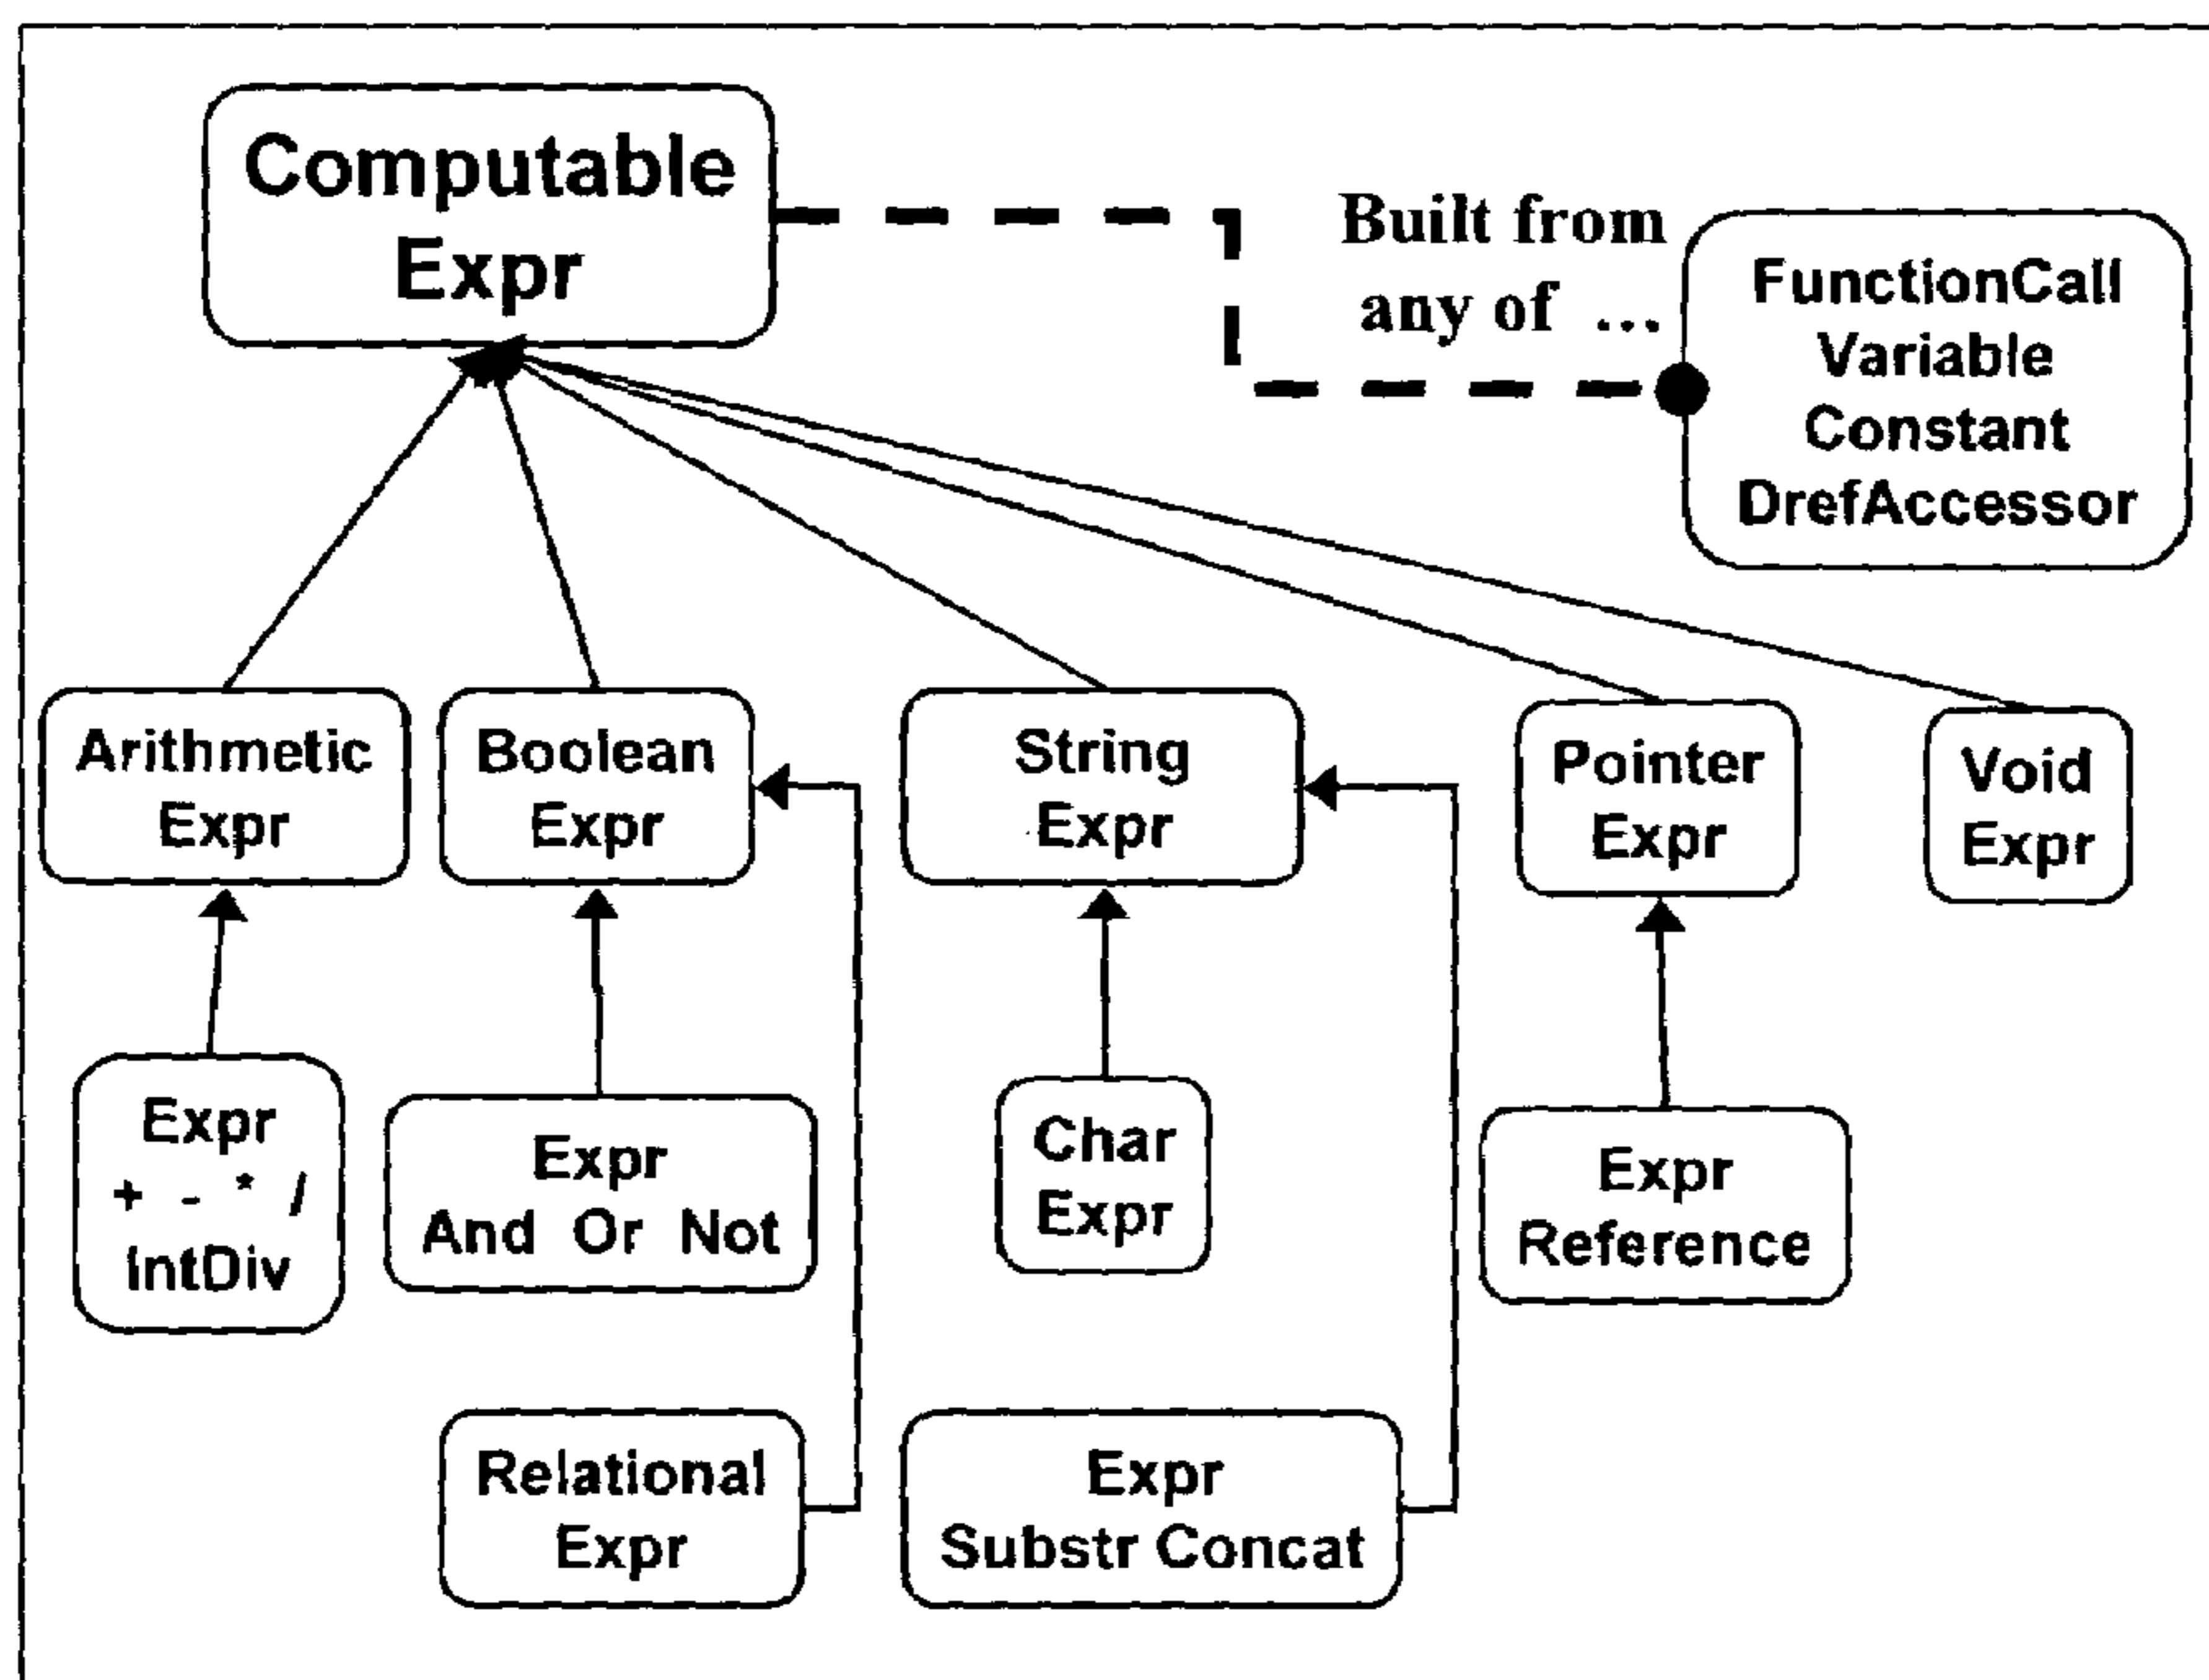 Computable
Expr
Built from
any of ...
FunctionCall
Variable
Constant
DrefAccessor
Arithmetic
Expr
Boolean
Expr
String
Expr
Pointer
Expr
Void
Expr
Expr
+ - * /
IntDiv
Expr
And Or Not
Char
Expr
Expr
Reference
Relational
Expr
Expr
Substr Concat